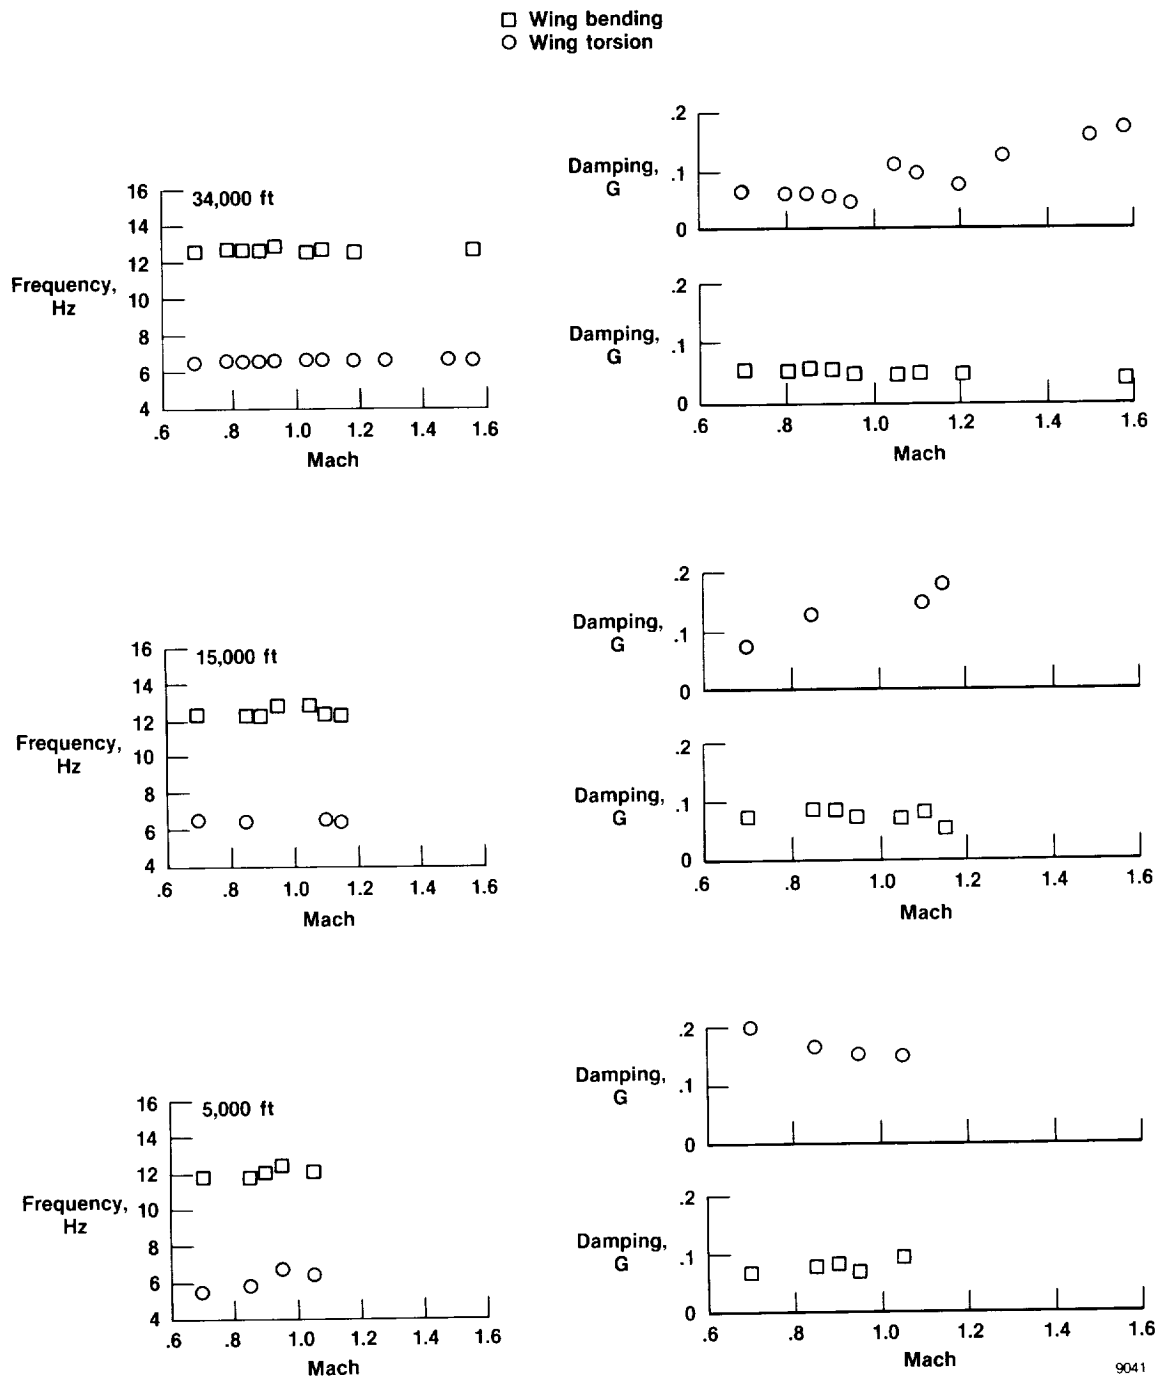 Wing bending
Wing torsion
.2
Damping,
G
.1
0
16
34,000 ft
14
12
Frequency,
Hz
10
8
6
4
.6 .8 1.0 1.2 1.4 1.6
Mach
.2
Damping,
G
.1
0
.6 .8 1.0 1.2 1.4 1.6
Mach
.2
Damping,
G
.1
0
16
15,000 ft
14
12
Frequency,
Hz
10
8
6
4
.6 .8 1.0 1.2 1.4 1.6
Mach
.2
Damping,
G
.1
0
.6 .8 1.0 1.2 1.4 1.6
Mach
.2
Damping,
G
.1
0
16
5,000 ft
14
12
Frequency,
Hz
10
8
6
4
.6 .8 1.0 1.2 1.4 1.6
Mach
.2
Damping,
G
.1
0
.6 .8 1.0 1.2 1.4 1.6
Mach
9041